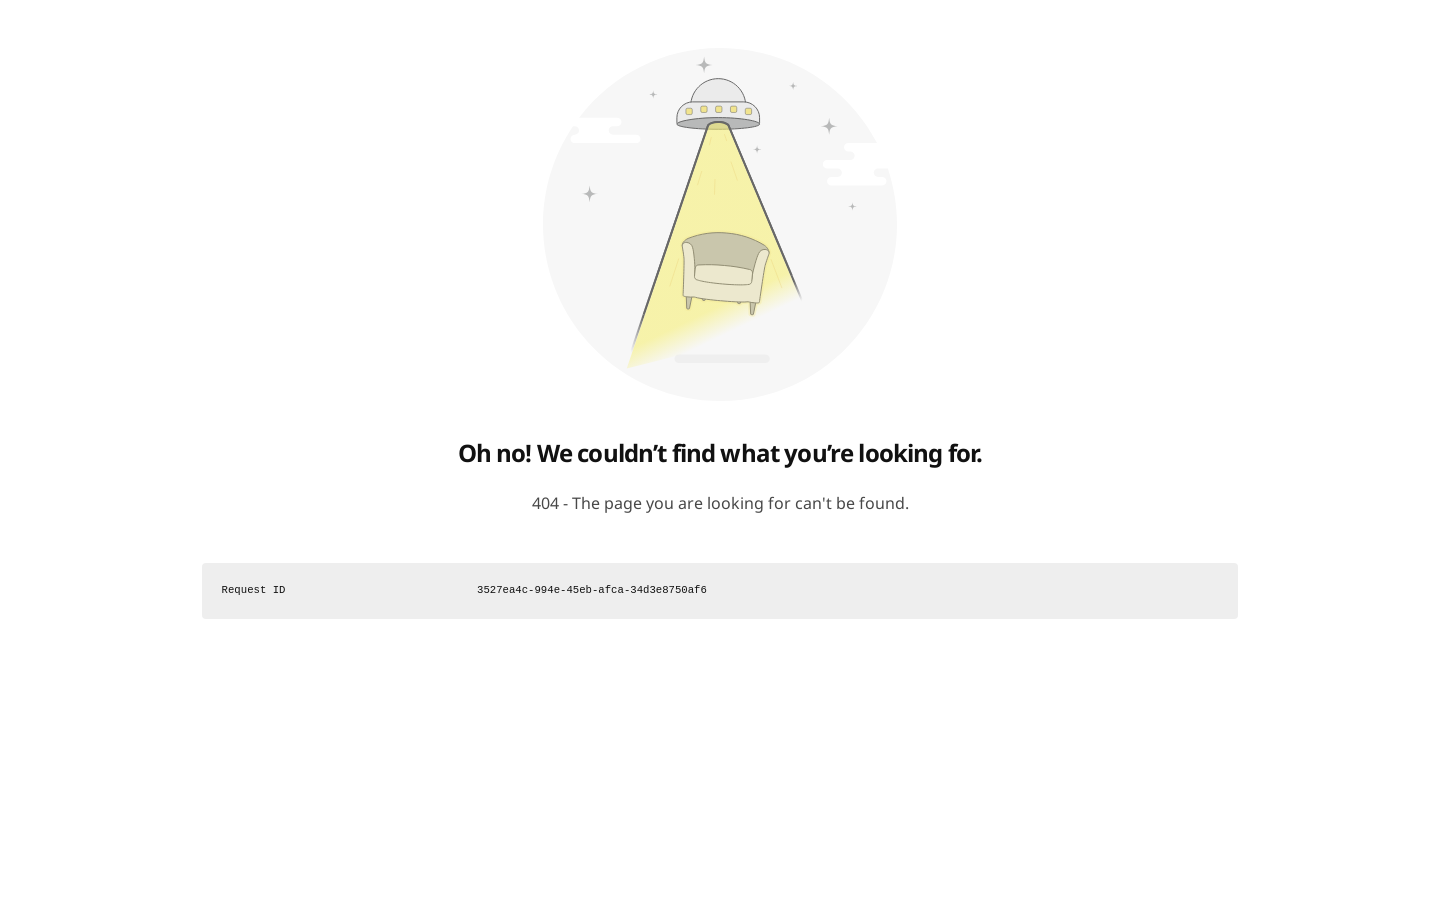 Oh no! We couldn’t find what you’re looking for.
404 - The page you are looking for can't be found.
Request ID 3527ea4c-994e-45eb-afca-34d3e8750af6